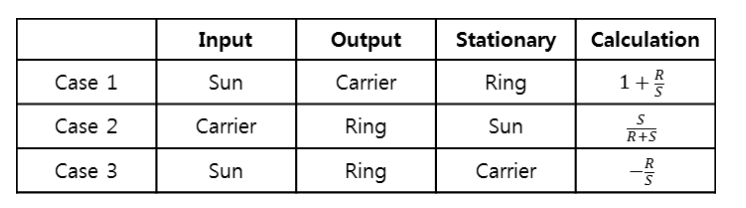 Input Output Stationary Calculation
Case 1 Sun Carrier Ring 1 + R/S
Case 2 Carrier Ring Sun S/R+S
Case 3 Sun Ring Carrier −R/S